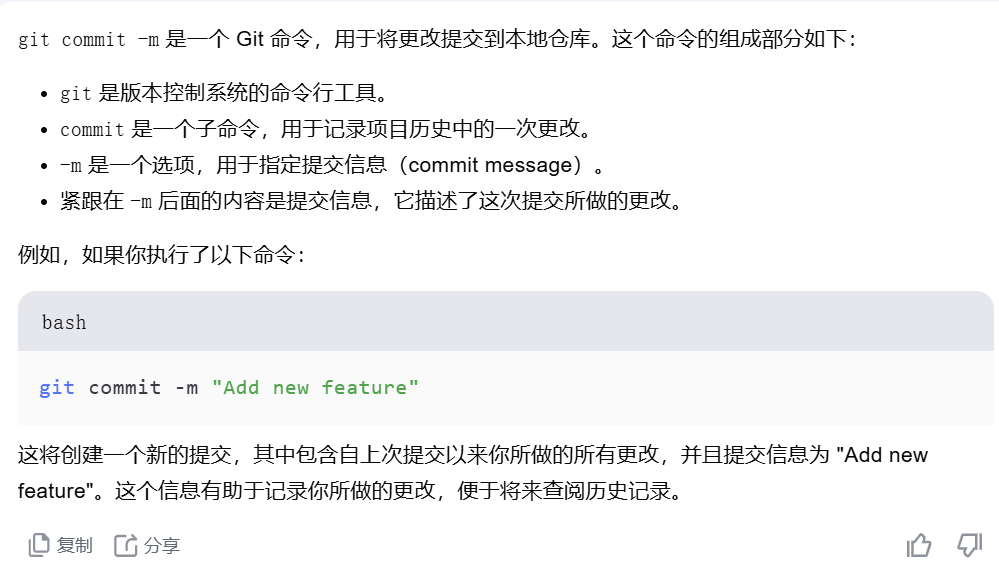 git commit -m 是一个 Git 命令，用于将更改提交到本地仓库。这个命令的组成部分如下：
• git 是版本控制系统的命令行工具。
• commit 是一个子命令，用于记录项目历史中的一次更改。
• -m 是一个选项，用于指定提交信息（commit message）。
• 紧跟在 -m 后面的内容是提交信息，它描述了这次提交所做的更改。
例如，如果你执行了以下命令：
bash
git commit -m "Add new feature"
这将创建一个新的提交，其中包含自上次提交以来你所做的所有更改，并且提交信息为 "Add new
feature"。这个信息有助于记录你所做的更改，便于将来查阅历史记录。
复制 分享